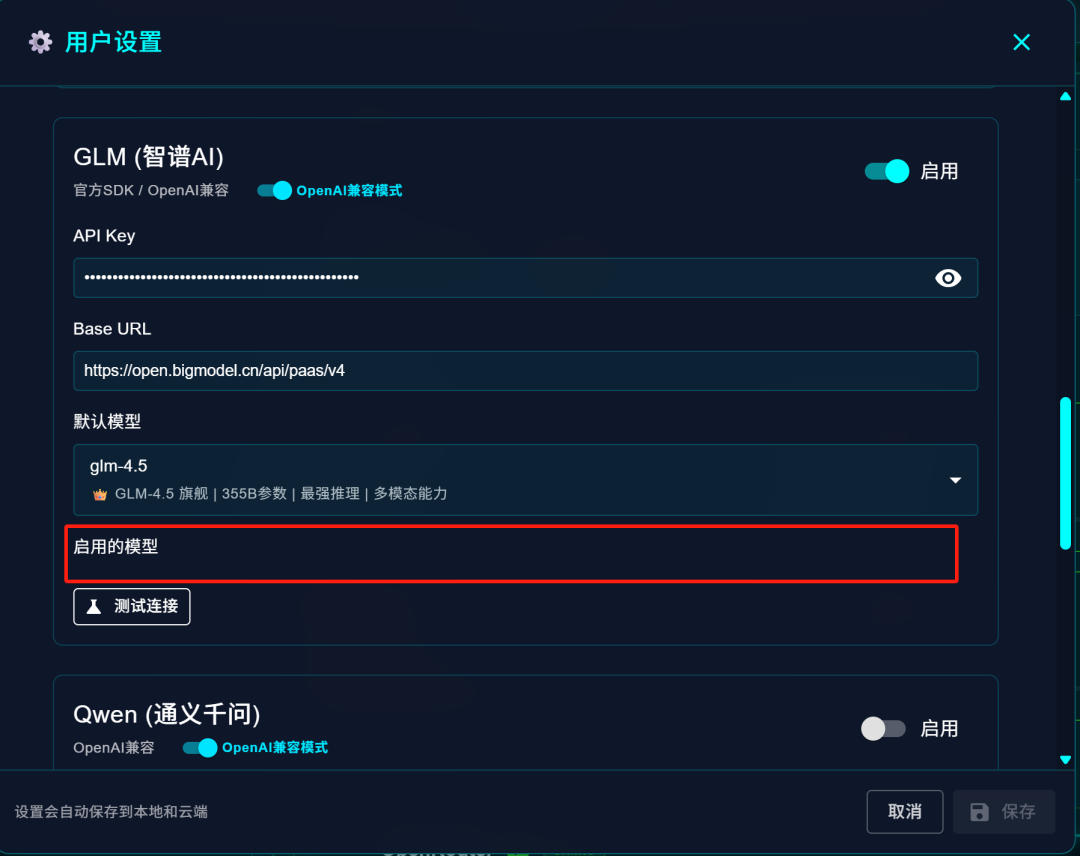 用户设置
GLM (智谱AI)
启用
官方SDK / OpenAI兼容
OpenAI兼容模式
API Key
•••••••••••••••••••••••••••••••••••••••••••••••••
Base URL
https://open.bigmodel.cn/api/paas/v4
默认模型
glm-4.5
GLM-4.5 旗舰 | 355B参数 | 最强推理 | 多模态能力
启用的模型
测试连接
Qwen (通义千问)
启用
OpenAI兼容
OpenAI兼容模式
设置会自动保存到本地和云端
取消
保存